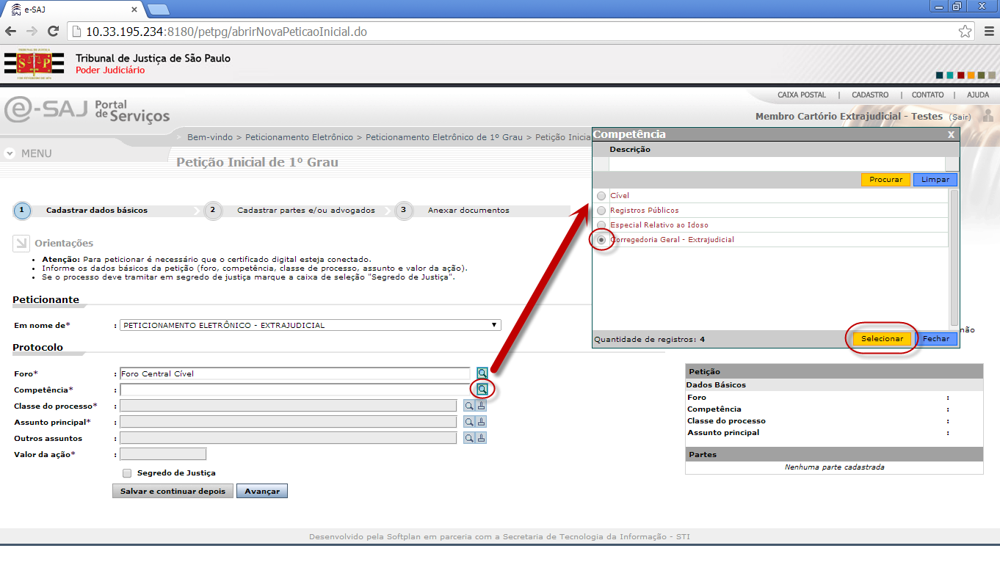 e-SAJ
10.33.195.234:8180/petpg/abrirNovaPeticaoInicial.do
TRIBUNAL DE JUSTIÇA
S P
3 DE FEVEREIRO DE 1874
Tribunal de Justiça de São Paulo
Poder Judiciário
CAIXA POSTAL | CADASTRO | CONTATO | AJUDA
e-SAJ Portal de Serviços
Membro Cartório Extrajudicial - Testes (Sair)
> Bem-vindo > Peticionamento Eletrônico > Peticionamento Eletrônico de 1º Grau > Petição Inicia
MENU
Petição Inicial de 1º Grau
Competência x
Descrição
Procurar Limpar
Cível
Registros Públicos
Especial Relativo ao Idoso
Corregedoria Geral - Extrajudicial
Quantidade de registros: 4 Selecionar Fechar
1 Cadastrar dados básicos 2 Cadastrar partes e/ou advogados 3 Anexar documentos
Orientações
• Atenção: Para peticionar é necessário que o certificado digital esteja conectado.
• Informe os dados básicos da petição (foro, competência, classe de processo, assunto e valor da ação).
• Se o processo deve tramitar em segredo de justiça marque a caixa de seleção "Segredo de Justiça".
Peticionante
não
Em nome de* : PETICIONAMENTO ELETRÔNICO - EXTRAJUDICIAL
Protocolo
Foro* : Foro Central Cível
Competência* :
Classe do processo* :
Assunto principal* :
Outros assuntos :
Valor da ação* :
Segredo de Justiça
Salvar e continuar depois Avançar
Petição
Dados Básicos
Foro :
Competência :
Classe do processo :
Assunto principal :
Partes
Nenhuma parte cadastrada
Desenvolvido pela Softplan em parceria com a Secretaria de Tecnologia da Informação - STI